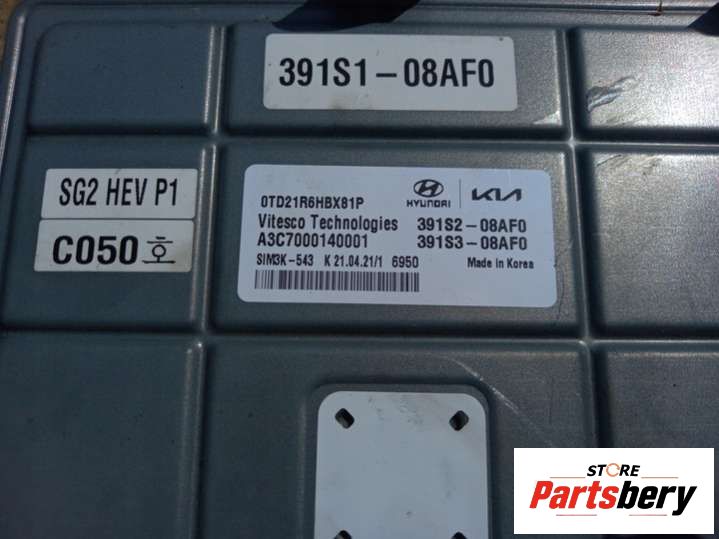 391S1-08AF0
SG2 HEV P1
C050 호
0TD21R6HBX81P
HYUNDAI
KIA
Vitesco Technologies
391S2-08AF0
A3C7000140001
391S3-08AF0
SIM3K-543 K 21.04.21/1 6950
Made in Korea
STORE
Partsbery